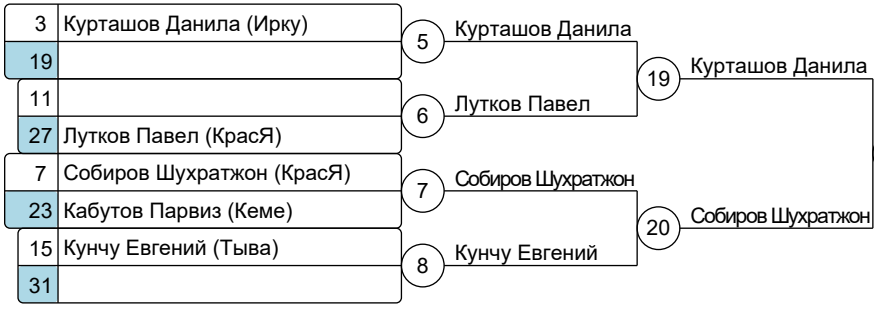 3 Курташов Данила (Ирку)
19
5 Курташов Данила
11
27 Лутков Павел (КрасЯ)
6 Лутков Павел
19 Курташов Данила
7 Собиров Шухратжон (КрасЯ)
23 Кабутов Парвиз (Кеме)
7 Собиров Шухратжон
15 Кунчу Евгений (Тыва)
31
8 Кунчу Евгений
20 Собиров Шухратжон